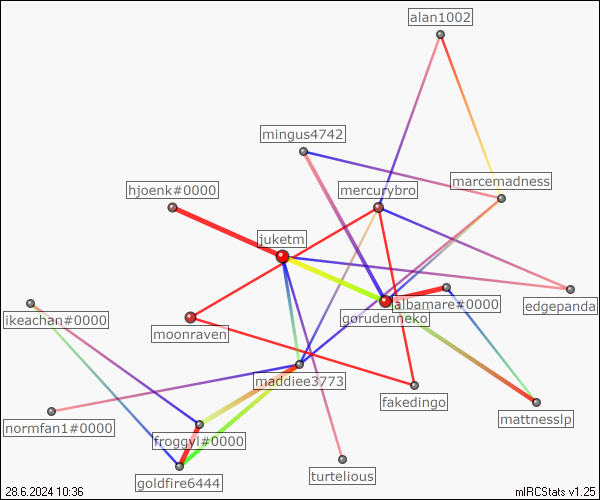 alan1002
mingus4742
marcemadness
hjoenk#0000
mercurybro
juketm
edgepanda
albamare#0000
gorudenneko
ikeachan#0000
moonraven
maddiee3773
fakedingo
mattnesslp
normfan1#0000
froggyl#0000
goldfire6444
turtelious
28.6.2024 10:36
mIRCStats v1.25